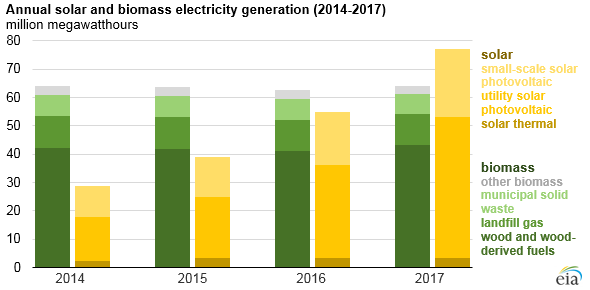 Annual solar and biomass electricity generation (2014-2017)
million megawatthours
80
70
60
50
40
30
20
10
0
2014 2015 2016 2017
solar
small-scale solar
photovoltaic
utility solar
photovoltaic
solar thermal
biomass
other biomass
municipal solid
waste
landfill gas
wood and wood-
derived fuels
eia